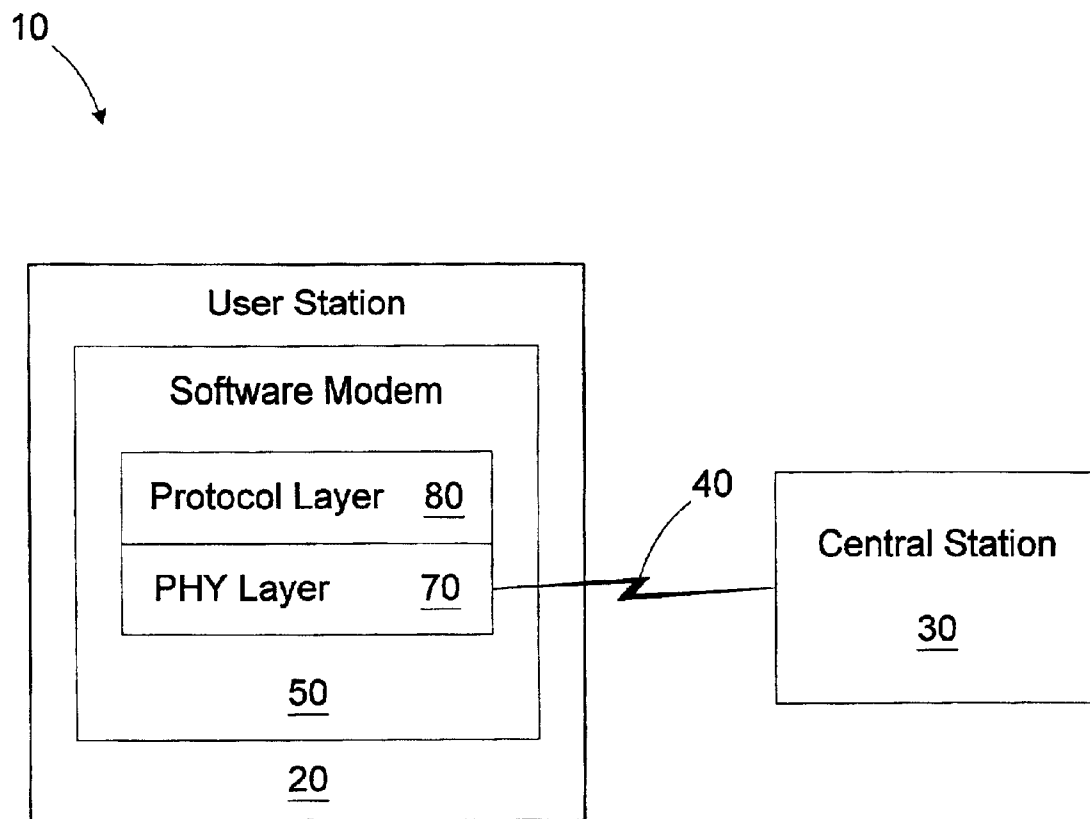 10
User Station
Software Modem
Protocol Layer 80
PHY Layer 70
50
20
40
Central Station
30